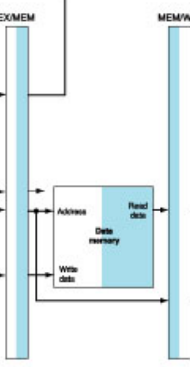 EX/MEM
MEM/W
Address
Read
data
Data
memory
Write
data